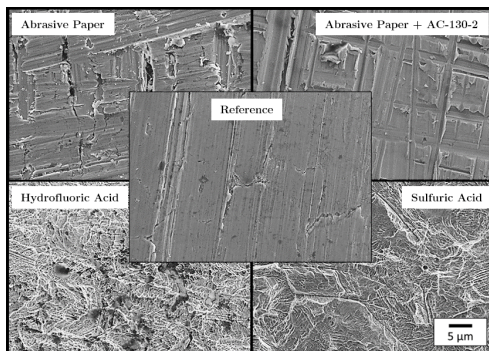 Abrasive Paper
Abrasive Paper + AC-130-2
Reference
Hydrofluoric Acid
Sulfuric Acid
5 μm